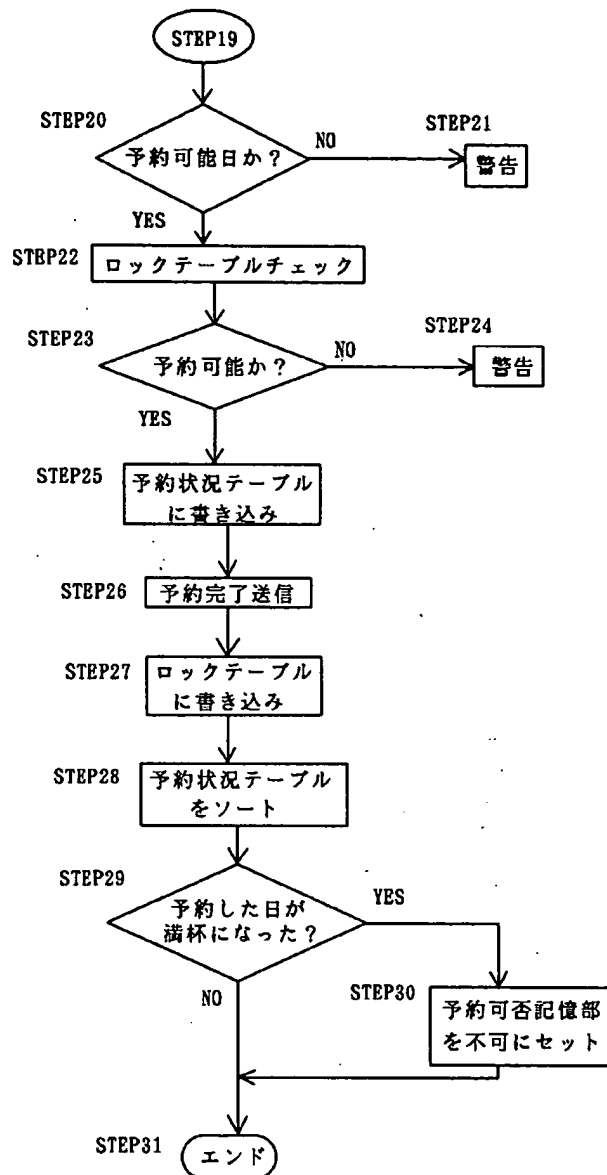 STEP19
STEP20
予約可能日か?
NO
STEP21
警告
YES
STEP22
ロックテーブルチェック
STEP23
予約可能か?
NO
STEP24
警告
YES
STEP25
予約状況テーブル
に書き込み
STEP26
予約完了送信
STEP27
ロックテーブル
に書き込み
STEP28
予約状況テーブル
をソート
STEP29
予約した日が
満杯になった?
YES
NO
STEP30
予約可否記憶部
を不可にセット
STEP31
エンド